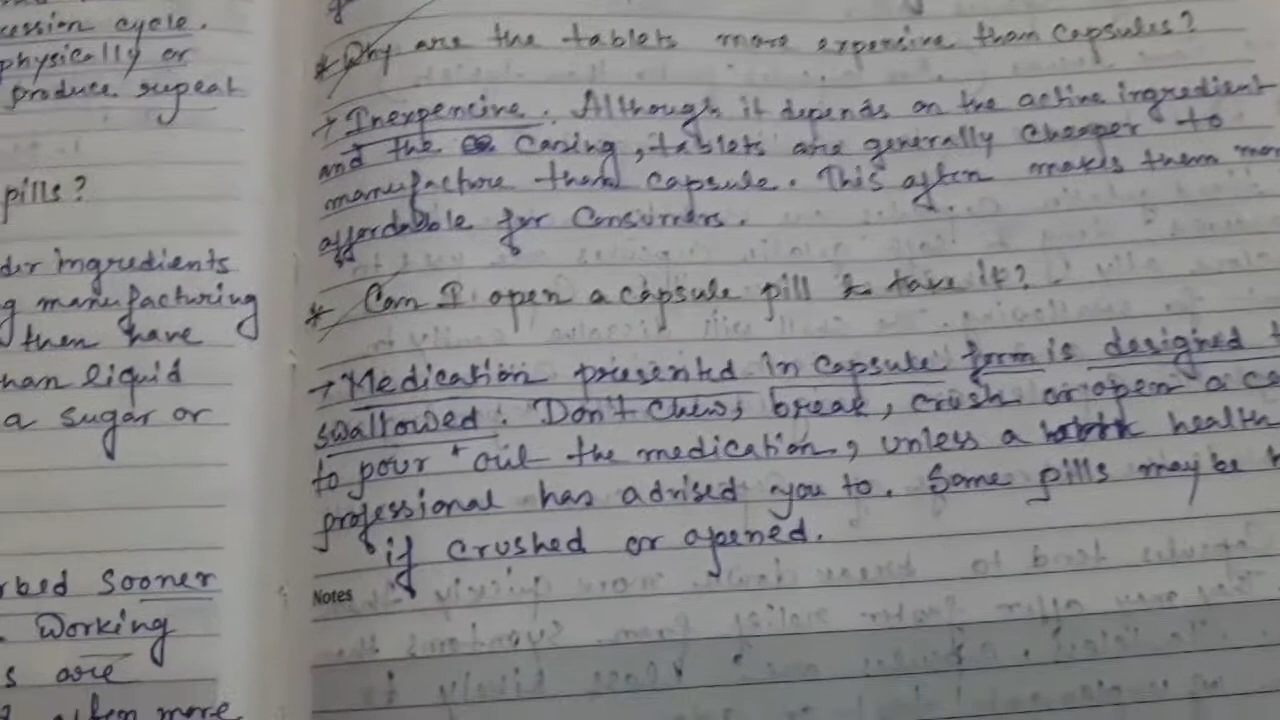 cession cycle.
physically or
produce repeat
pills?
der ingredients
g manufacturing
then have
han liquid
a sugar or
rbed sooner
. Working
s are
often more
* Why are the tablets more expensive than capsules?
→ Inexpencive. Although it depends on the active ingredient
and the casing, tablets are generally cheaper to
manufacture than capsule. This often makes them mor
affordable for consumers.
* Can I open a capsule pill to take it?
→ Medication presented in capsule form is designed t
swallowed. Don't chew, break, crush or open a ca
to pour out the medication, unless a health
professional has advised you to. Some pills may be h
if crushed or opened.
Notes